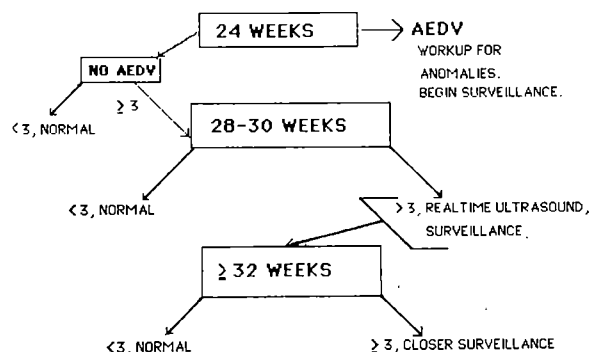 24 WEEKS
AEDV
WORKUP FOR
ANOMALIES.
BEGIN SURVEILLANCE.
NO AEDV
<3, NORMAL
≥ 3
28-30 WEEKS
<3, NORMAL
>3, REALTIME ULTRASOUND,
SURVEILLANCE.
≥ 32 WEEKS
<3, NORMAL
≥ 3, CLOSER SURVEILLANCE